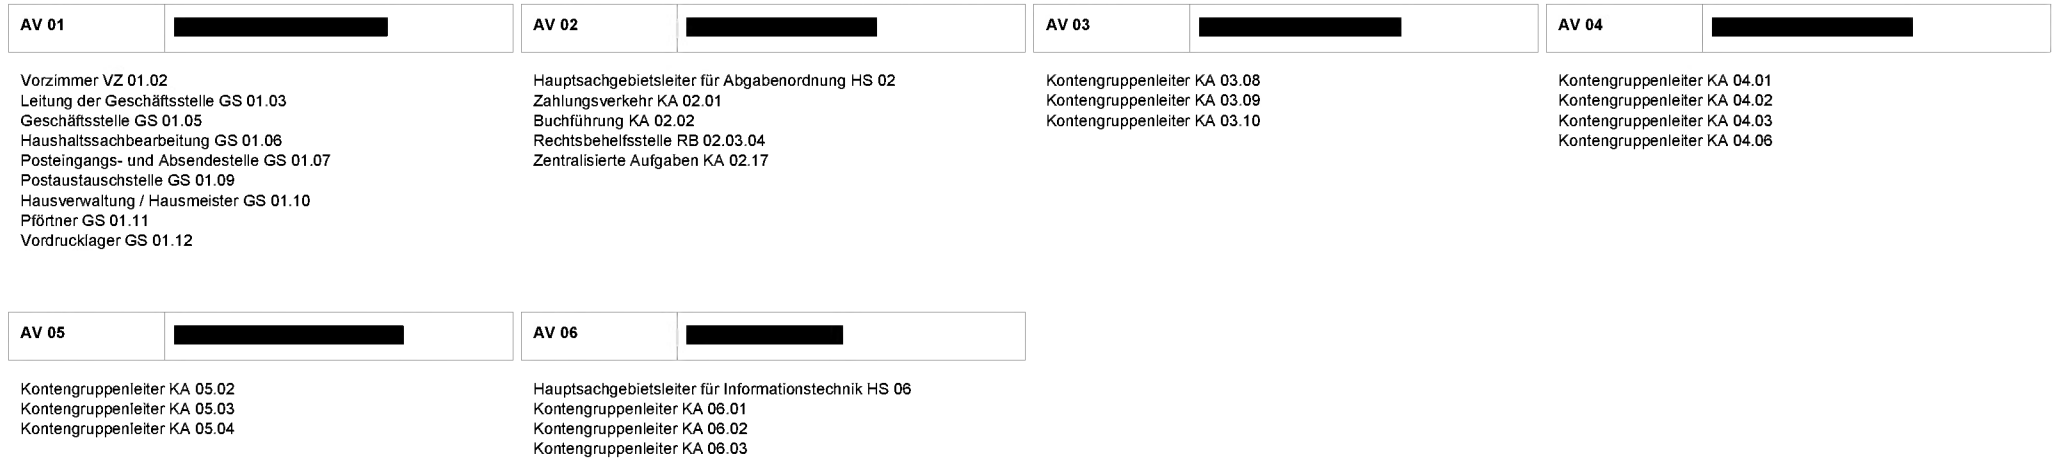 AV 01
Vorzimmer VZ 01.02
Leitung der Geschäftsstelle GS 01.03
Geschäftsstelle GS 01.05
Haushaltssachbearbeitung GS 01.06
Posteingangs- und Absendestelle GS 01.07
Postaustauschstelle GS 01.09
Hausverwaltung / Hausmeister GS 01.10
Pförtner GS 01.11
Vordrucklager GS 01.12
AV 02
Hauptsachgebietsleiter für Abgabenordnung HS 02
Zahlungsverkehr KA 02.01
Buchführung KA 02.02
Rechtsbehelfsstelle RB 02.03.04
Zentralisierte Aufgaben KA 02.17
AV 03
Kontengruppenleiter KA 03.08
Kontengruppenleiter KA 03.09
Kontengruppenleiter KA 03.10
AV 04
Kontengruppenleiter KA 04.01
Kontengruppenleiter KA 04.02
Kontengruppenleiter KA 04.03
Kontengruppenleiter KA 04.06
AV 05
Kontengruppenleiter KA 05.02
Kontengruppenleiter KA 05.03
Kontengruppenleiter KA 05.04
AV 06
Hauptsachgebietsleiter für Informationstechnik HS 06
Kontengruppenleiter KA 06.01
Kontengruppenleiter KA 06.02
Kontengruppenleiter KA 06.03